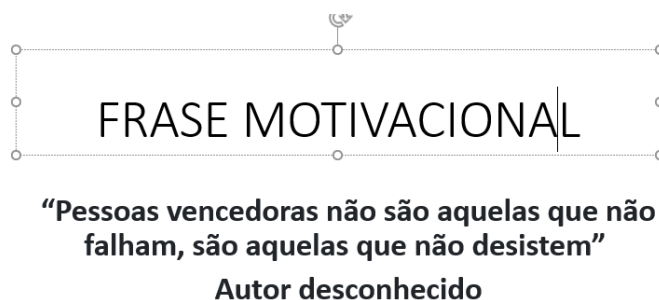 FRASE MOTIVACIONAL
“Pessoas vencedoras não são aquelas que não
falham, são aquelas que não desistem”
Autor desconhecido